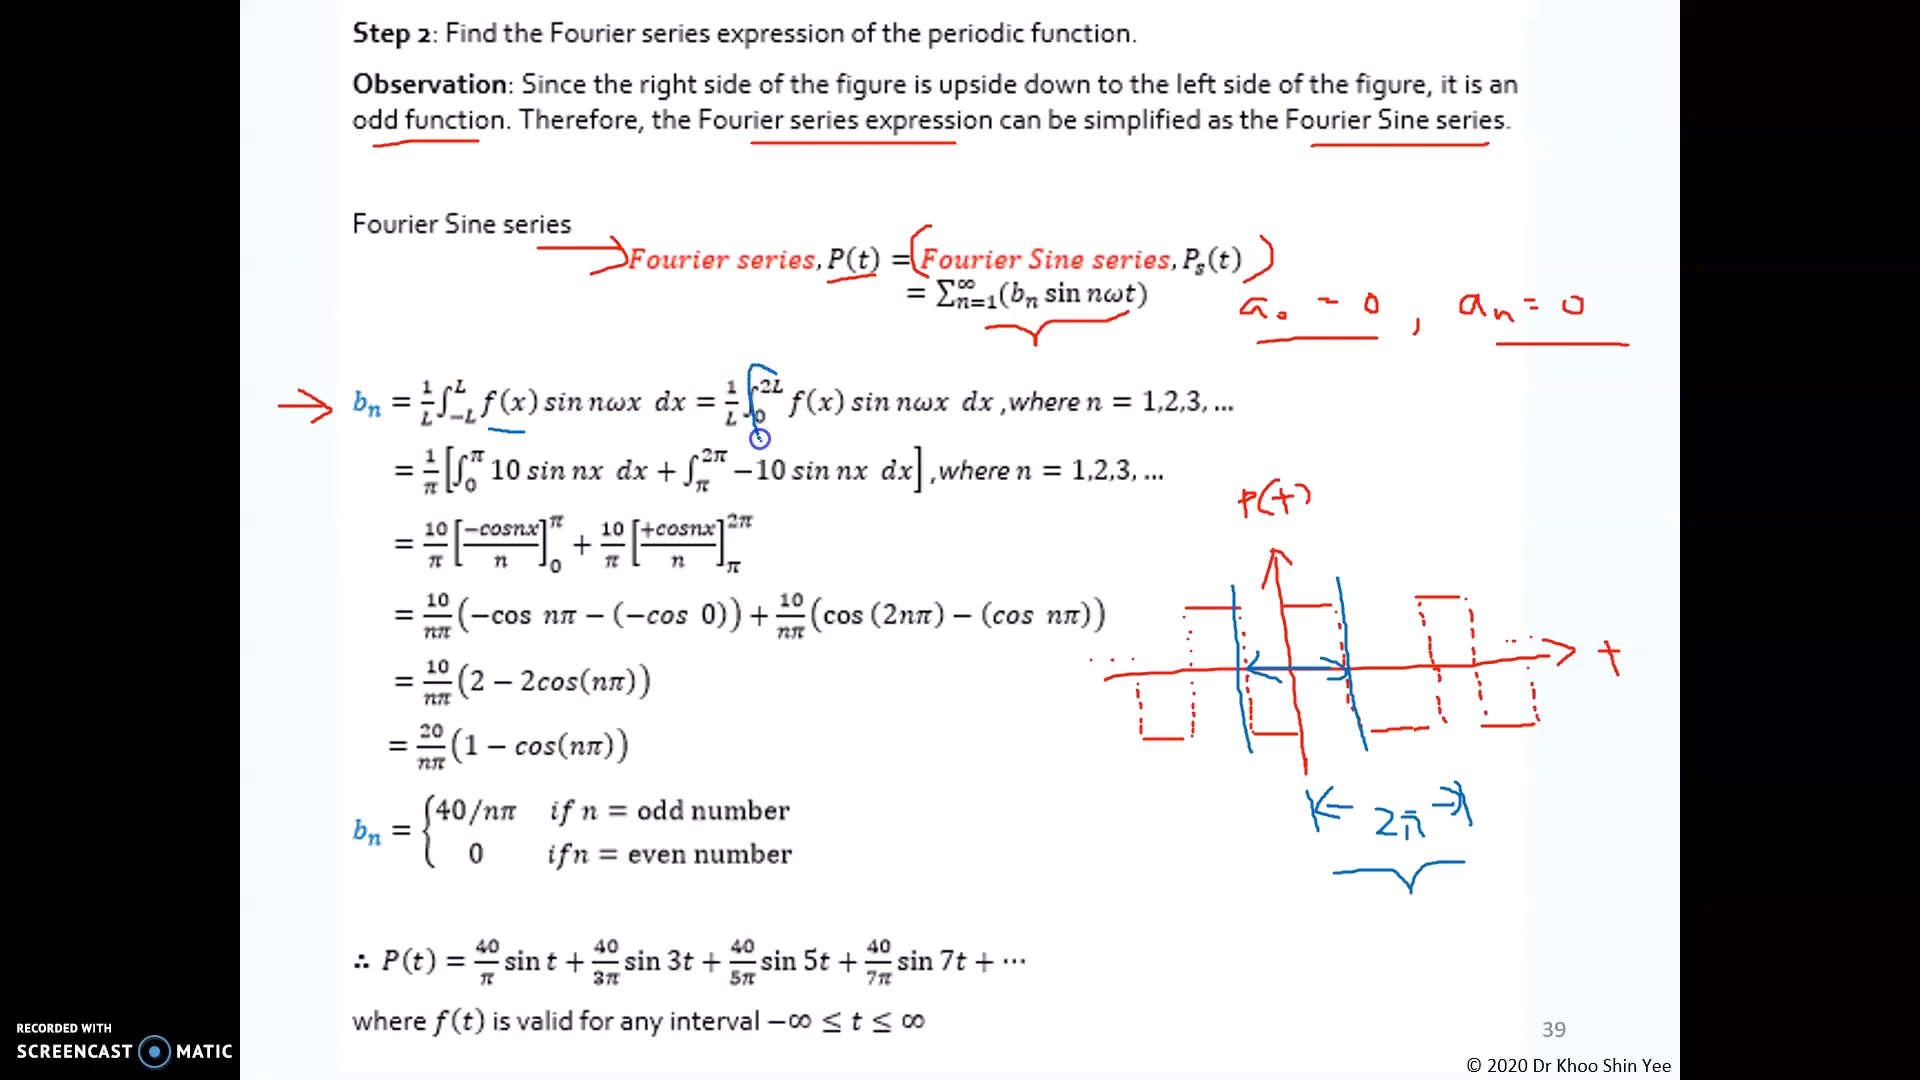 Step 2: Find the Fourier series expression of the periodic function.
Observation: Since the right side of the figure is upside down to the left side of the figure, it is an
odd function. Therefore, the Fourier series expression can be simplified as the Fourier Sine series.
Fourier Sine series
Fourier series, P(t) = (Fourier Sine series, Pₛ(t))
= Σₙ₌₁^∞(bₙ sin nωt)
a₀ = 0 , aₙ = 0
bₙ = 1/L ∫₋L^L f(x) sin nωx dx = 1/L ∫₀^2L f(x) sin nωx dx ,where n = 1,2,3, ...
= 1/π [∫₀^π 10 sin nx dx + ∫π^2π −10 sin nx dx] ,where n = 1,2,3, ...
= 10/π [−cosnx/n]₀^π + 10/π [+cosnx/n]π^2π
= 10/nπ (−cos nπ − (−cos 0)) + 10/nπ (cos (2nπ) − (cos nπ))
= 10/nπ (2 − 2cos(nπ))
= 20/nπ (1 − cos(nπ))
bₙ = { 40/nπ if n = odd number
0 ifn = even number
P(t)
t
2π
∴ P(t) = 40/π sin t + 40/3π sin 3t + 40/5π sin 5t + 40/7π sin 7t + ⋯
where f(t) is valid for any interval −∞ ≤ t ≤ ∞
39
© 2020 Dr Khoo Shin Yee
RECORDED WITH
SCREENCAST MATIC